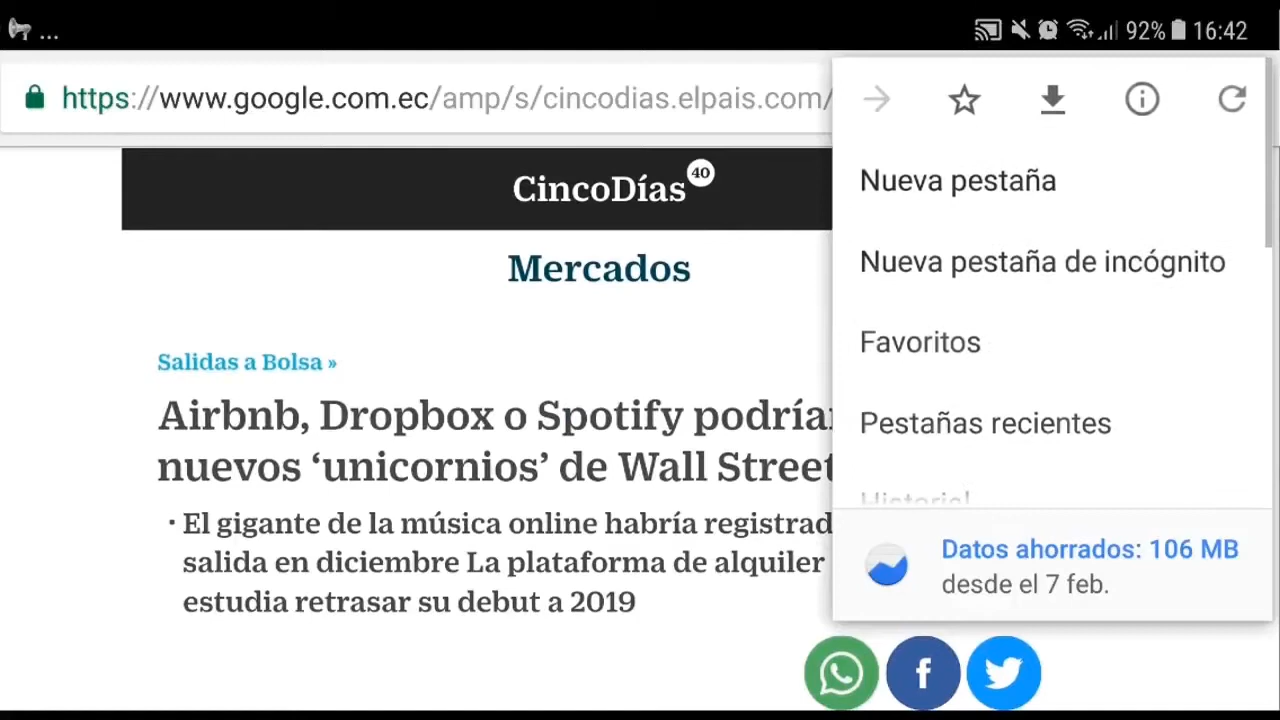 ... 92% 16:42
https://www.google.com.ec/amp/s/cincodias.elpais.com/
CincoDías 40
Mercados
Salidas a Bolsa »
Airbnb, Dropbox o Spotify podría
nuevos ‘unicornios’ de Wall Street
· El gigante de la música online habría registrad
salida en diciembre La plataforma de alquiler
estudia retrasar su debut a 2019
Nueva pestaña
Nueva pestaña de incógnito
Favoritos
Pestañas recientes
Historial
Datos ahorrados: 106 MB
desde el 7 feb.